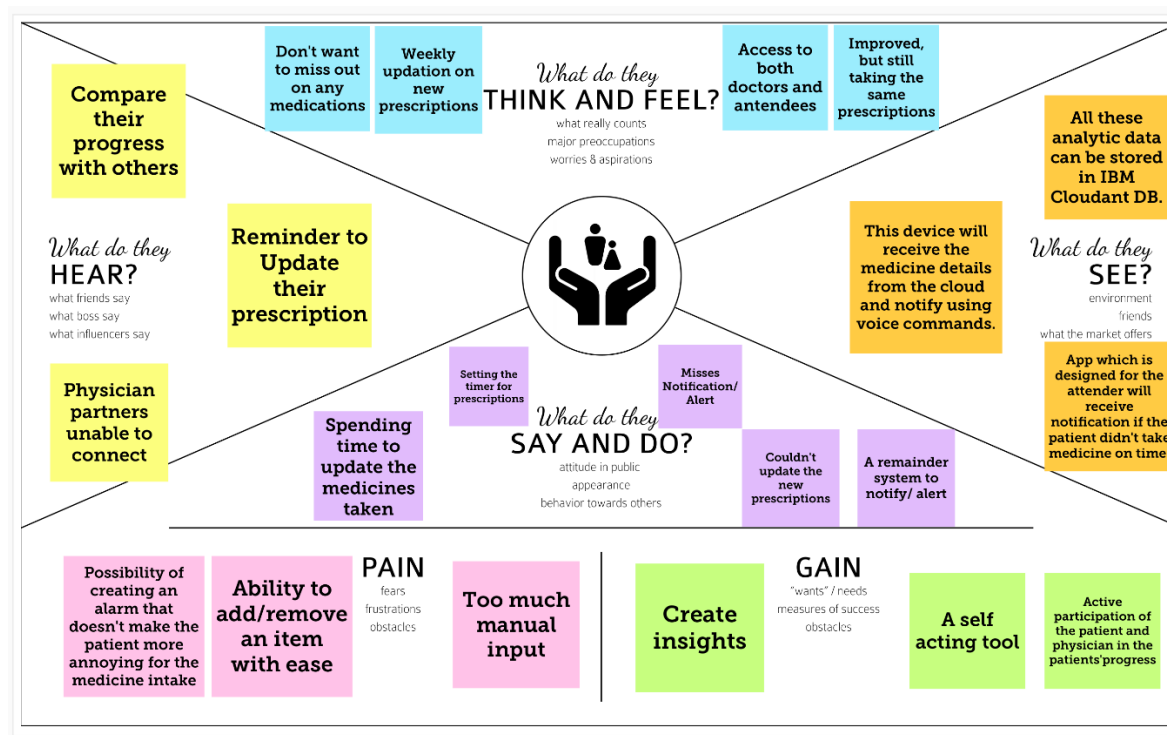 Don't want
to miss out
on any
medications
Weekly
updation on
new
prescriptions
What do they
THINK AND FEEL?
what really counts
major preoccupations
worries & aspirations
Access to
both
doctors and
antendees
Improved,
but still
taking the
same
prescriptions
Compare
their
progress
with others
Reminder to
Update
their
prescription
What do they
HEAR?
what friends say
what boss say
what influencers say
Physician
partners
unable to
connect
All these
analytic data
can be stored
in IBM
Cloudant DB.
This device will
receive the
medicine details
from the cloud
and notify using
voice commands.
What do they
SEE?
environment
friends
what the market offers
App which is
designed for the
attender will
receive
notification if the
patient didn't take
medicine on time
Setting the
timer for
prescriptions
Spending
time to
update the
medicines
taken
What do they
SAY AND DO?
attitude in public
appearance
behavior towards others
Misses
Notification/
Alert
Couldn't
update the
new
prescriptions
A remainder
system to
notify/ alert
Possibility of
creating an
alarm that
doesn't make the
patient more
annoying for the
medicine intake
Ability to
add/remove
an item
with ease
PAIN
fears
frustrations
obstacles
Too much
manual
input
Create
insights
GAIN
"wants" / needs
measures of success
obstacles
A self
acting tool
Active
participation of
the patient and
physician in the
patients'progress